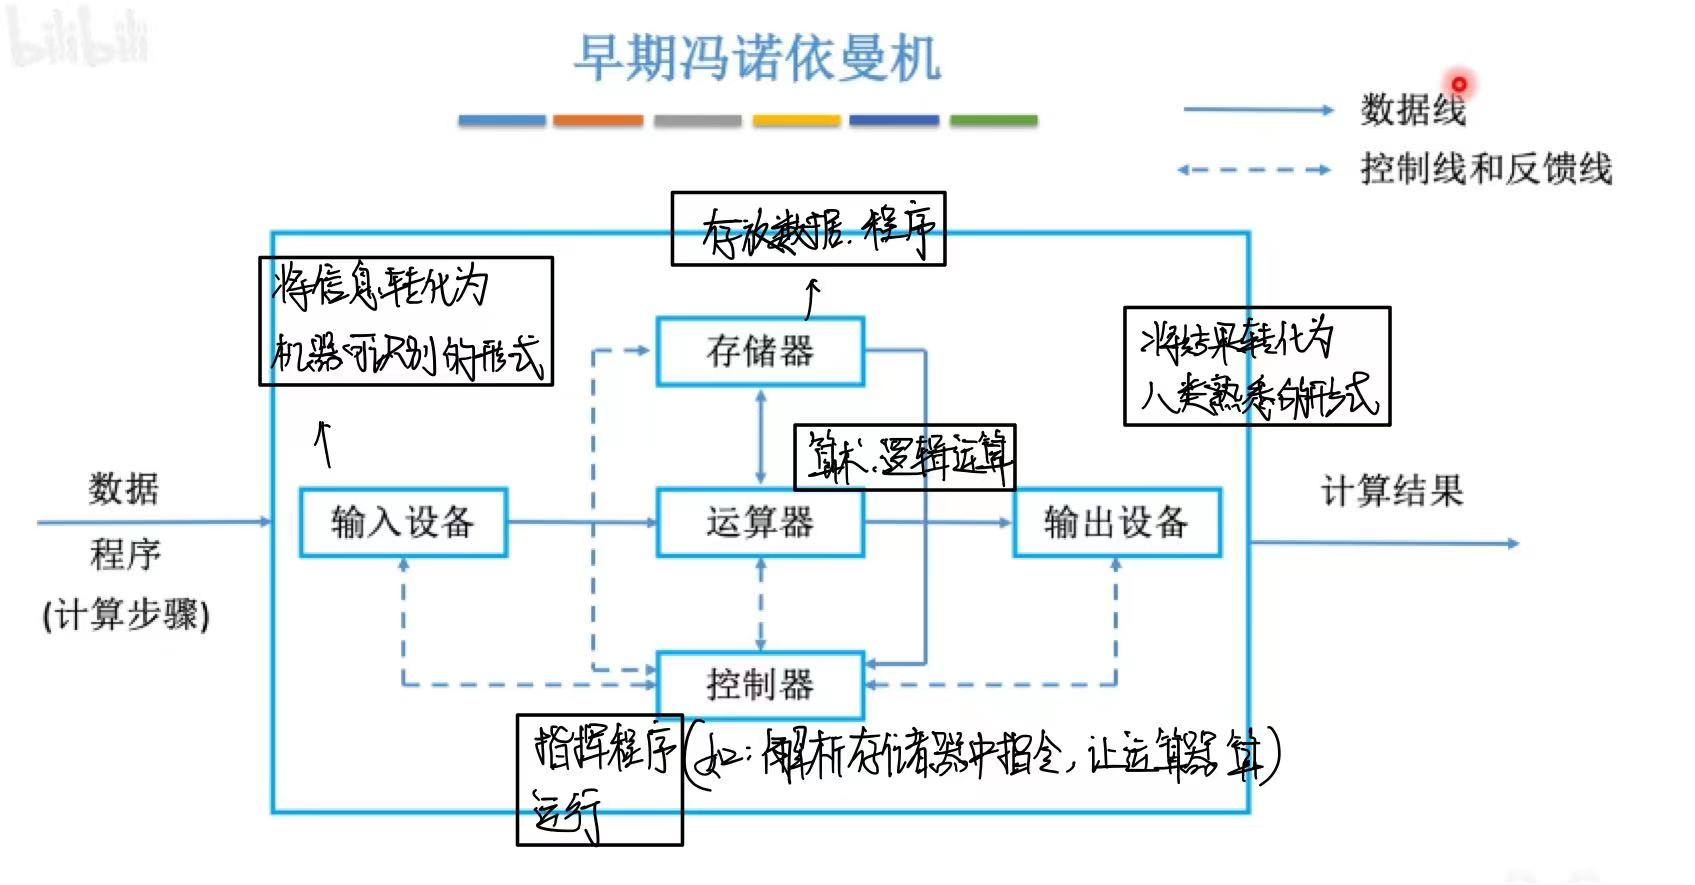 bilibili
早期冯诺依曼机
数据线
控制线和反馈线
存放数据、程序
将信息转化为
机器可识别的形式
将结果转化为
人类熟悉的形式
存储器
算术、逻辑运算
数据
程序
(计算步骤)
输入设备
运算器
输出设备
计算结果
控制器
指挥程序(如:解析存储器中指令,让运算器算)
运行